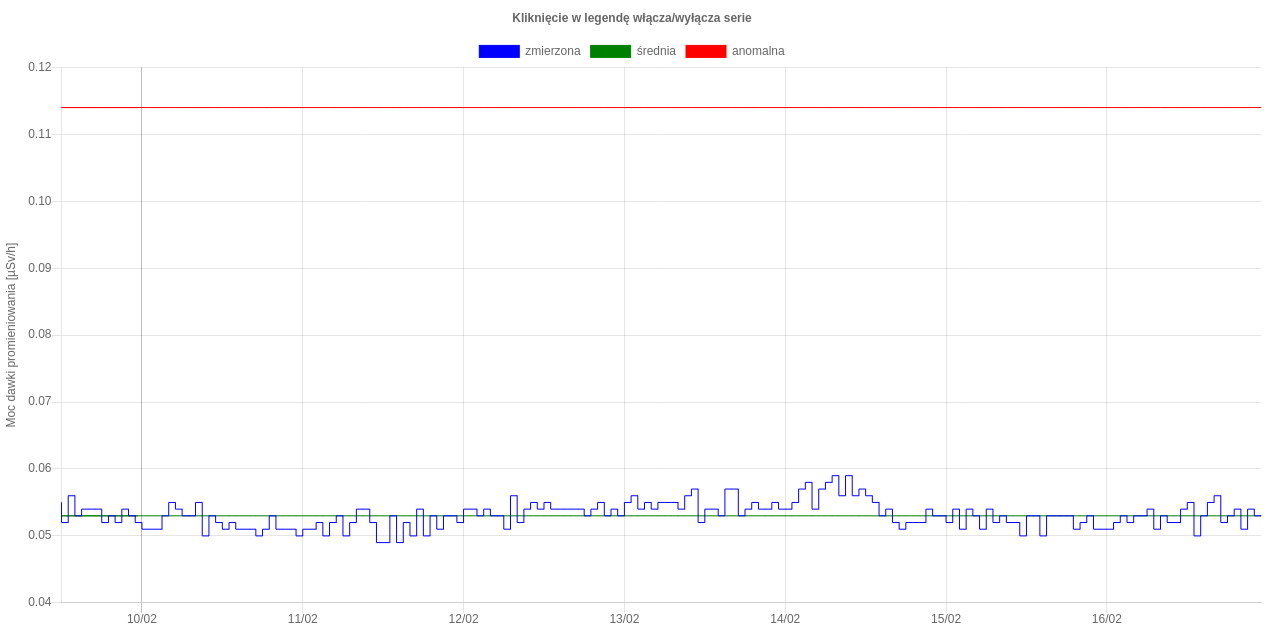 Kliknięcie w legendę włącza/wyłącza serie
zmierzona średnia anomalna
Moc dawki promieniowania [µSv/h]
0.12
0.11
0.10
0.09
0.08
0.07
0.06
0.05
0.04
10/02 11/02 12/02 13/02 14/02 15/02 16/02